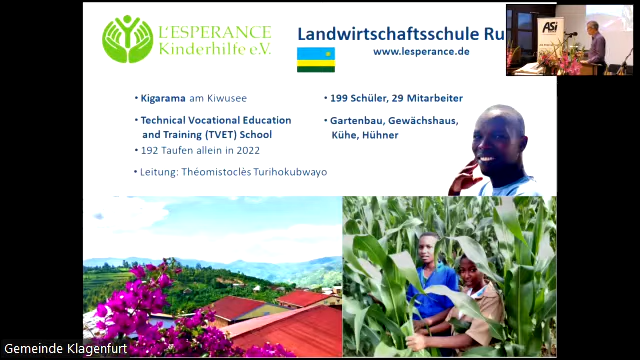 L'ESPERANCE
Kinderhilfe e.V.
Landwirtschaftsschule Ru
www.lesperance.de
• Kigarama am Kiwusee
• Technical Vocational Education
and Training (TVET) School
• 192 Taufen allein in 2022
• Leitung: Théomistoclès Turihokubwayo
• 199 Schüler, 29 Mitarbeiter
• Gartenbau, Gewächshaus,
Kühe, Hühner
ASi
Gemeinde Klagenfurt